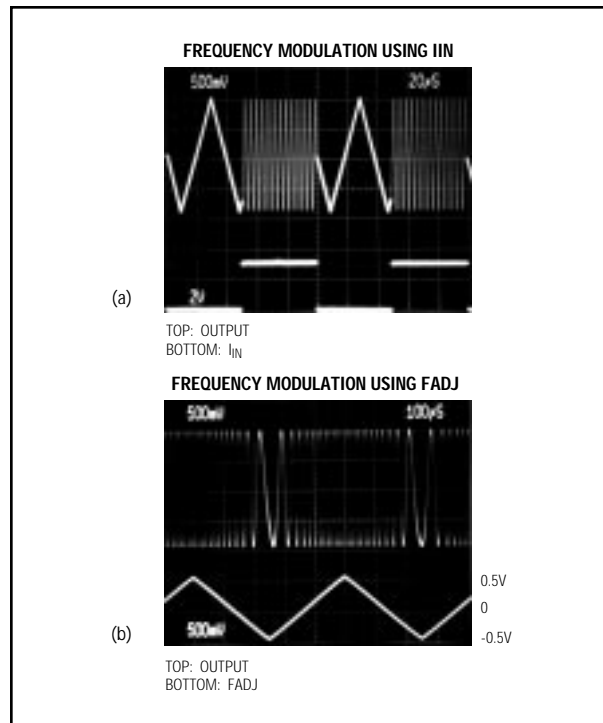 FREQUENCY MODULATION USING IIN
500mV 20µS
2V
(a)
TOP: OUTPUT
BOTTOM: IIN
FREQUENCY MODULATION USING FADJ
500mV 100µS
0.5V
0
-0.5V
500mV
(b)
TOP: OUTPUT
BOTTOM: FADJ